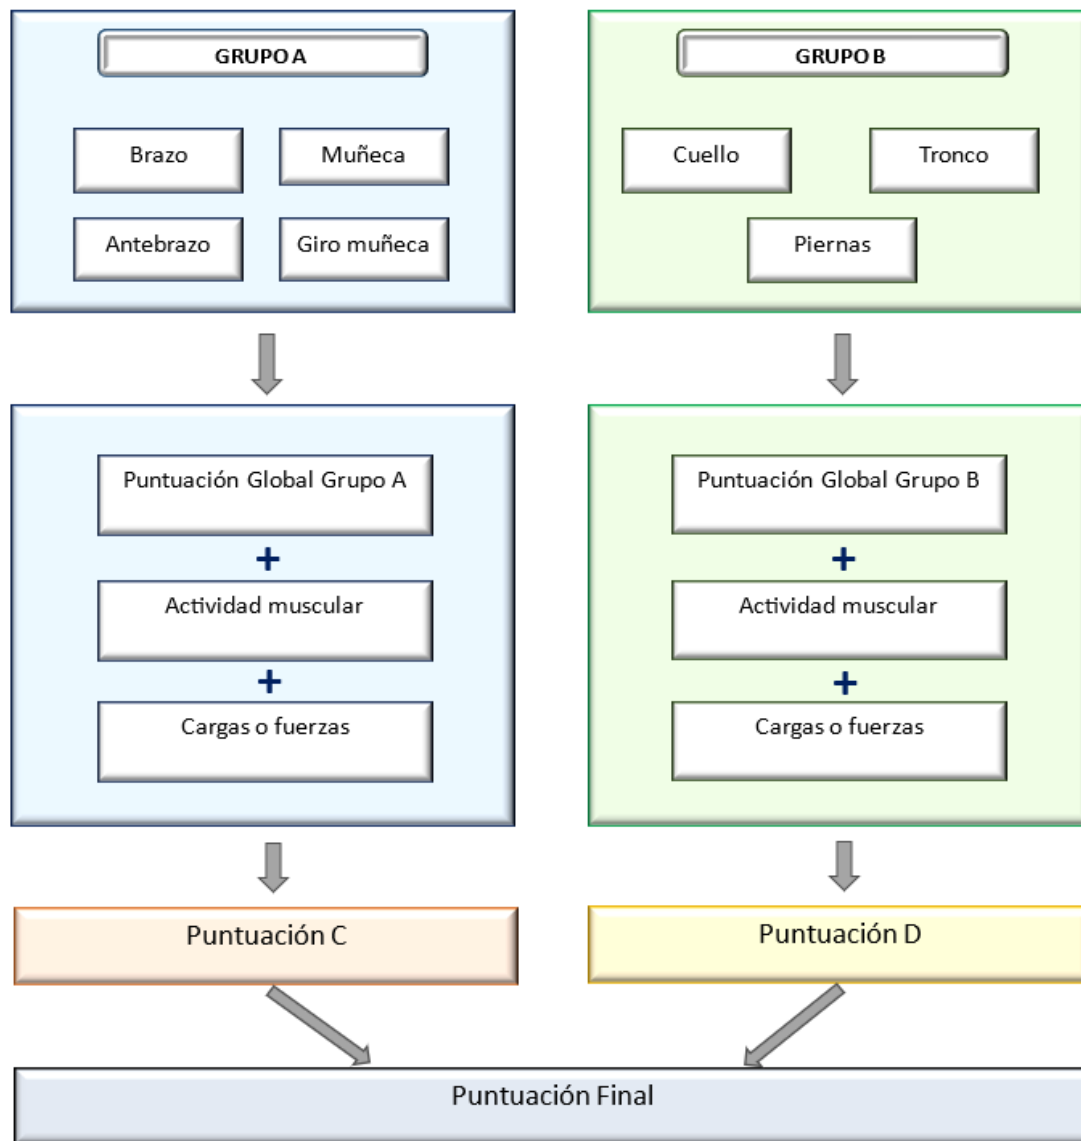 GRUPO A
Brazo
Muñeca
Antebrazo
Giro muñeca
GRUPO B
Cuello
Tronco
Piernas
Puntuación Global Grupo A
+
Actividad muscular
+
Cargas o fuerzas
Puntuación Global Grupo B
+
Actividad muscular
+
Cargas o fuerzas
Puntuación C
Puntuación D
Puntuación Final